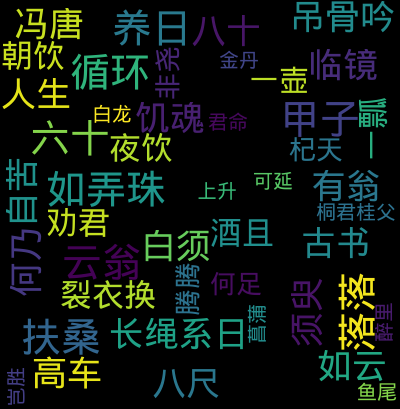 冯唐
养日
八十
吊骨吟
朝饮
循环
非尧
金丹
临镜
人生
一壶
白龙
饥魂
君命
甲子
一瓢
六十
夜饮
杞天
自苦
如弄珠
上升
可延
有翁
桐君桂父
劝君
云翁
白须
酒且
古书
何乃
裂衣换
腾腾
何足
菖蒲
须臾
落落
醉里
扶桑
长绳系日
如云
岂胜
高车
八尺
鱼尾